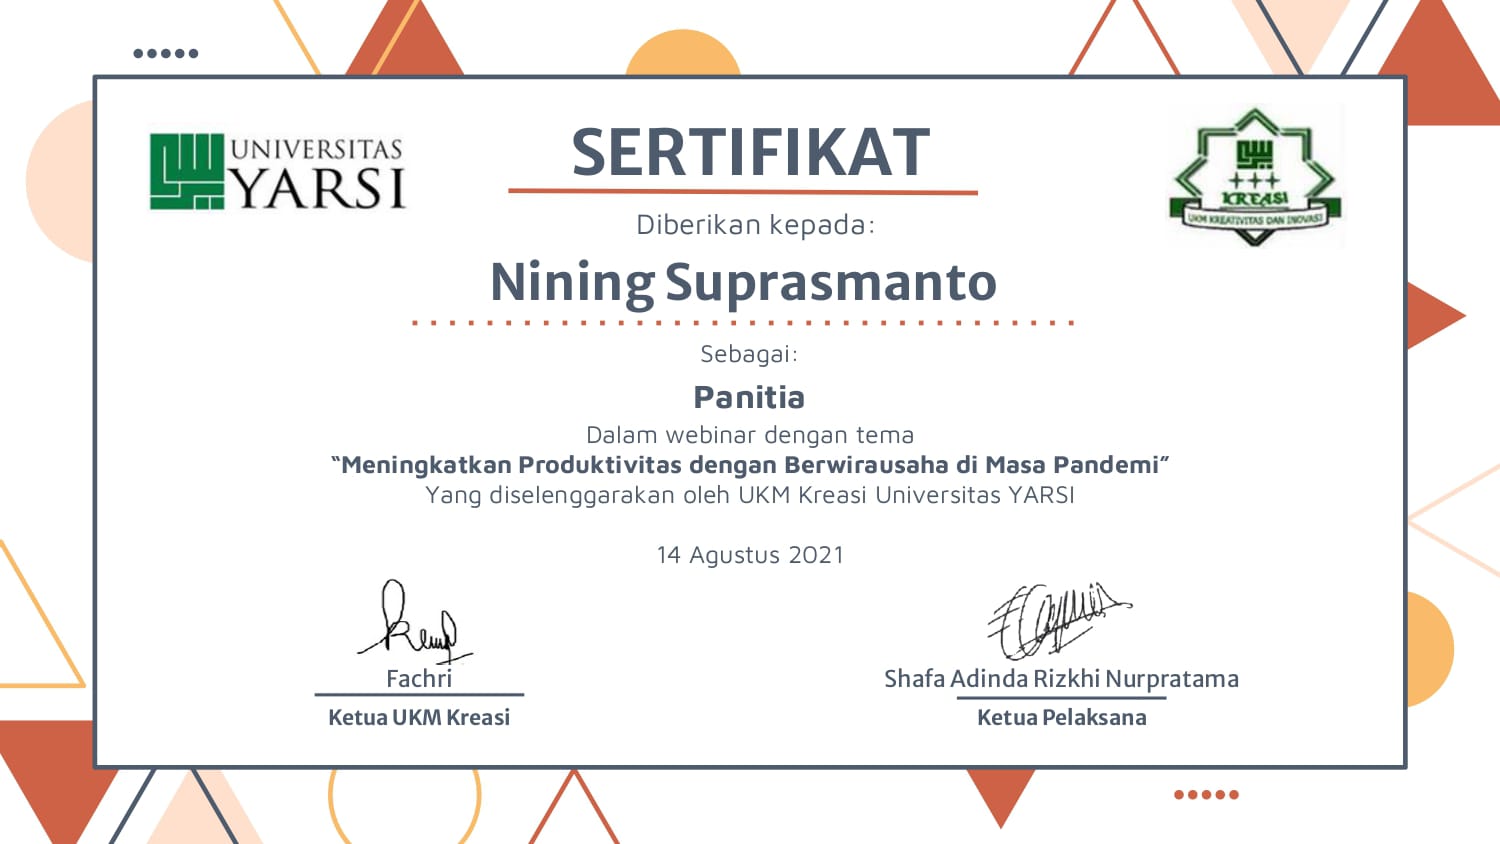 UNIVERSITAS
YARSI
SERTIFIKAT
KREASI
UKM KREATIVITAS DAN INOVASI
Diberikan kepada:
Nining Suprasmanto
Sebagai:
Panitia
Dalam webinar dengan tema
“Meningkatkan Produktivitas dengan Berwirausaha di Masa Pandemi”
Yang diselenggarakan oleh UKM Kreasi Universitas YARSI
14 Agustus 2021
Fachri
Ketua UKM Kreasi
Shafa Adinda Rizkhi Nurpratama
Ketua Pelaksana